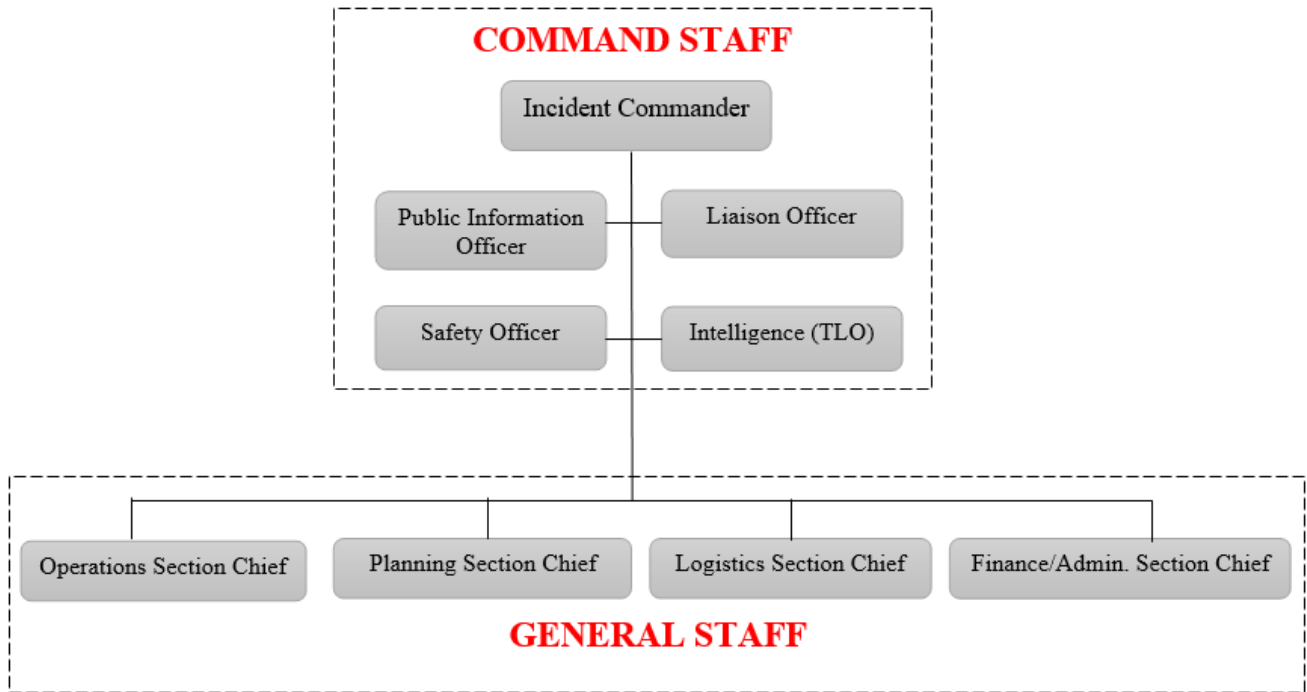 COMMAND STAFF
Incident Commander
Public Information
Officer
Liaison Officer
Safety Officer
Intelligence (TLO)
Operations Section Chief
Planning Section Chief
Logistics Section Chief
Finance/Admin. Section Chief
GENERAL STAFF